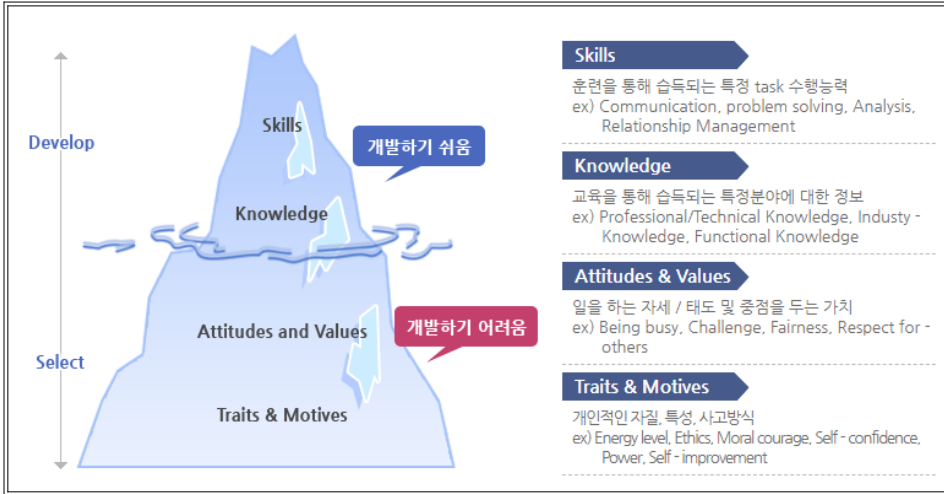 Develop
Select
Skills
개발하기 쉬움
Knowledge
Attitudes and Values
개발하기 어려움
Traits & Motives
Skills
훈련을 통해 습득되는 특정 task 수행능력
ex) Communication, problem solving, Analysis,
Relationship Management
Knowledge
교육을 통해 습득되는 특정분야에 대한 정보
ex) Professional/Technical Knowledge, Industy -
Knowledge, Functional Knowledge
Attitudes & Values
일을 하는 자세 / 태도 및 중점을 두는 가치
ex) Being busy, Challenge, Fairness, Respect for -
others
Traits & Motives
개인적인 자질, 특성, 사고방식
ex) Energy level, Ethics, Moral courage, Self - confidence,
Power, Self - improvement